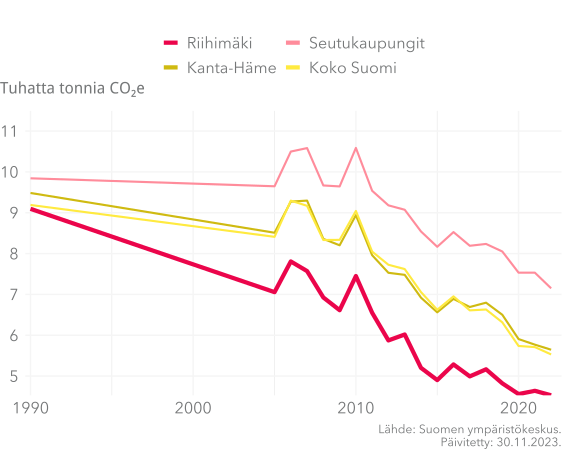 Riihimäki Seutukaupungit
Kanta-Häme Koko Suomi
Tuhatta tonnia CO₂e
11
10
9
8
7
6
5
1990 2000 2010 2020
Lähde: Suomen ympäristökeskus.
Päivitetty: 30.11.2023.